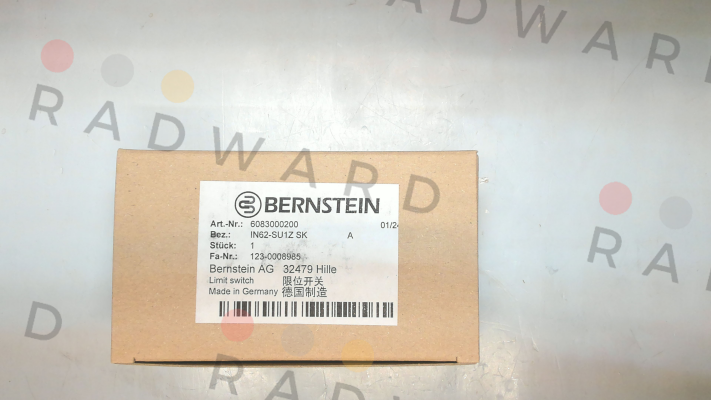 RADWARD
RADWARD
BERNSTEIN
Art.-Nr.: 6083000200 01/24
Bez.: IN62-SU1Z SK A
Stück: 1
Fa-Nr.: 123-0008985
Bernstein AG 32479 Hille
Limit switch 限位开关
Made in Germany 德国制造
RADW
D
RADWARD